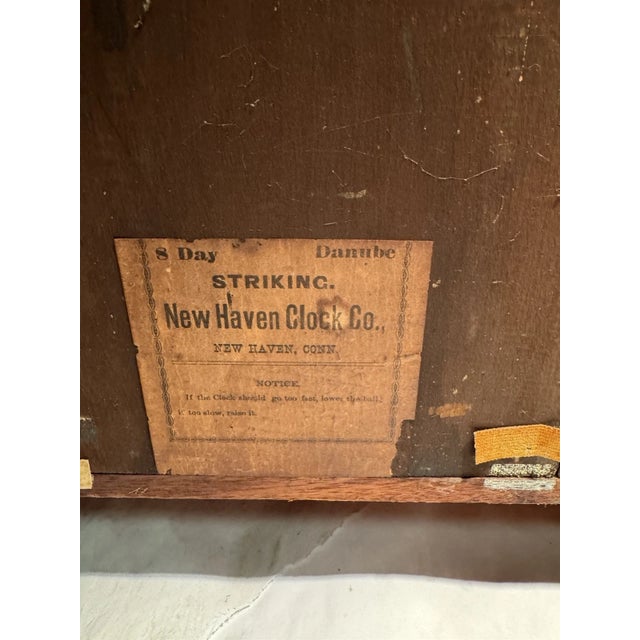 8 Day Danube
STRIKING.
New Haven Clock Co.,
NEW HAVEN, CONN.
NOTICE.
If the Clock should go too fast, lower the ball;
if too slow, raise it.